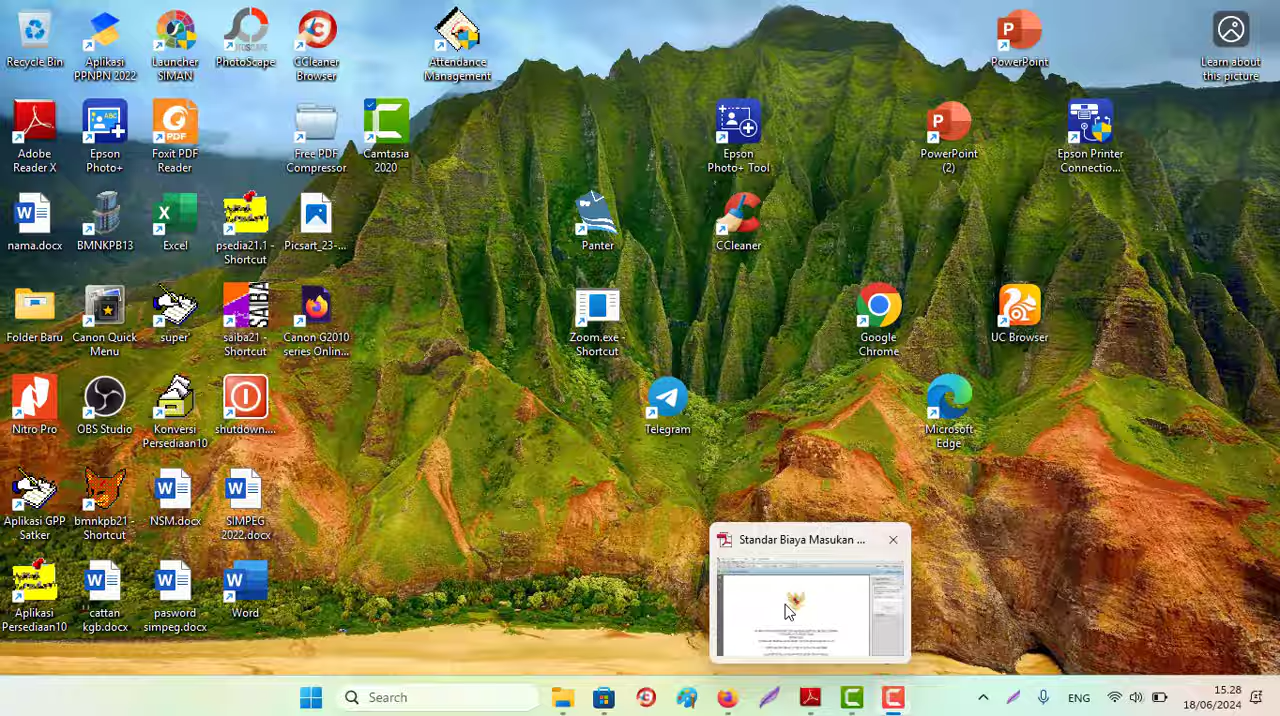 Recycle Bin
Aplikasi
PPNPN 2022
Launcher
SIMAN
PhotoScape
CCleaner
Browser
Attendance
Management
PowerPoint
Learn about
this picture
Adobe
Reader X
Epson
Photo+
Foxit PDF
Reader
Free PDF
Compressor
Camtasia
2020
Epson
Photo+ Tool
PowerPoint
(2)
Epson Printer
Connectio...
nama.docx
BMNKPB13
Excel
psedia21.1 -
Shortcut
Picsart_23-...
Panter
CCleaner
Folder Baru
Canon Quick
Menu
super
saiba21 -
Shortcut
Canon G2010
series Onlin...
Zoom.exe -
Shortcut
Google
Chrome
UC Browser
Nitro Pro
OBS Studio
Konversi
Persediaan10
shutdown....
Telegram
Microsoft
Edge
Aplikasi GPP
Satker
bmnkpb21 -
Shortcut
NSM.docx
SIMPEG
2022.docx
Standar Biaya Masukan ...
Aplikasi
Persediaan10
cattan
kgb.docx
pasword
simpeg.docx
Word
Search
ENG
15.28
18/06/2024